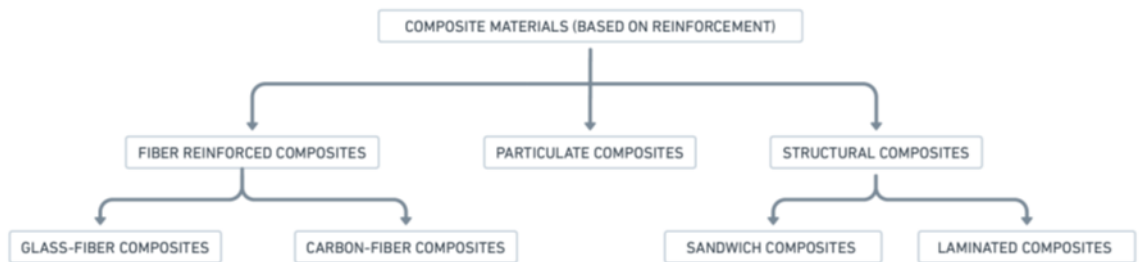 COMPOSITE MATERIALS (BASED ON REINFORCEMENT)
FIBER REINFORCED COMPOSITES
PARTICULATE COMPOSITES
STRUCTURAL COMPOSITES
GLASS-FIBER COMPOSITES
CARBON-FIBER COMPOSITES
SANDWICH COMPOSITES
LAMINATED COMPOSITES